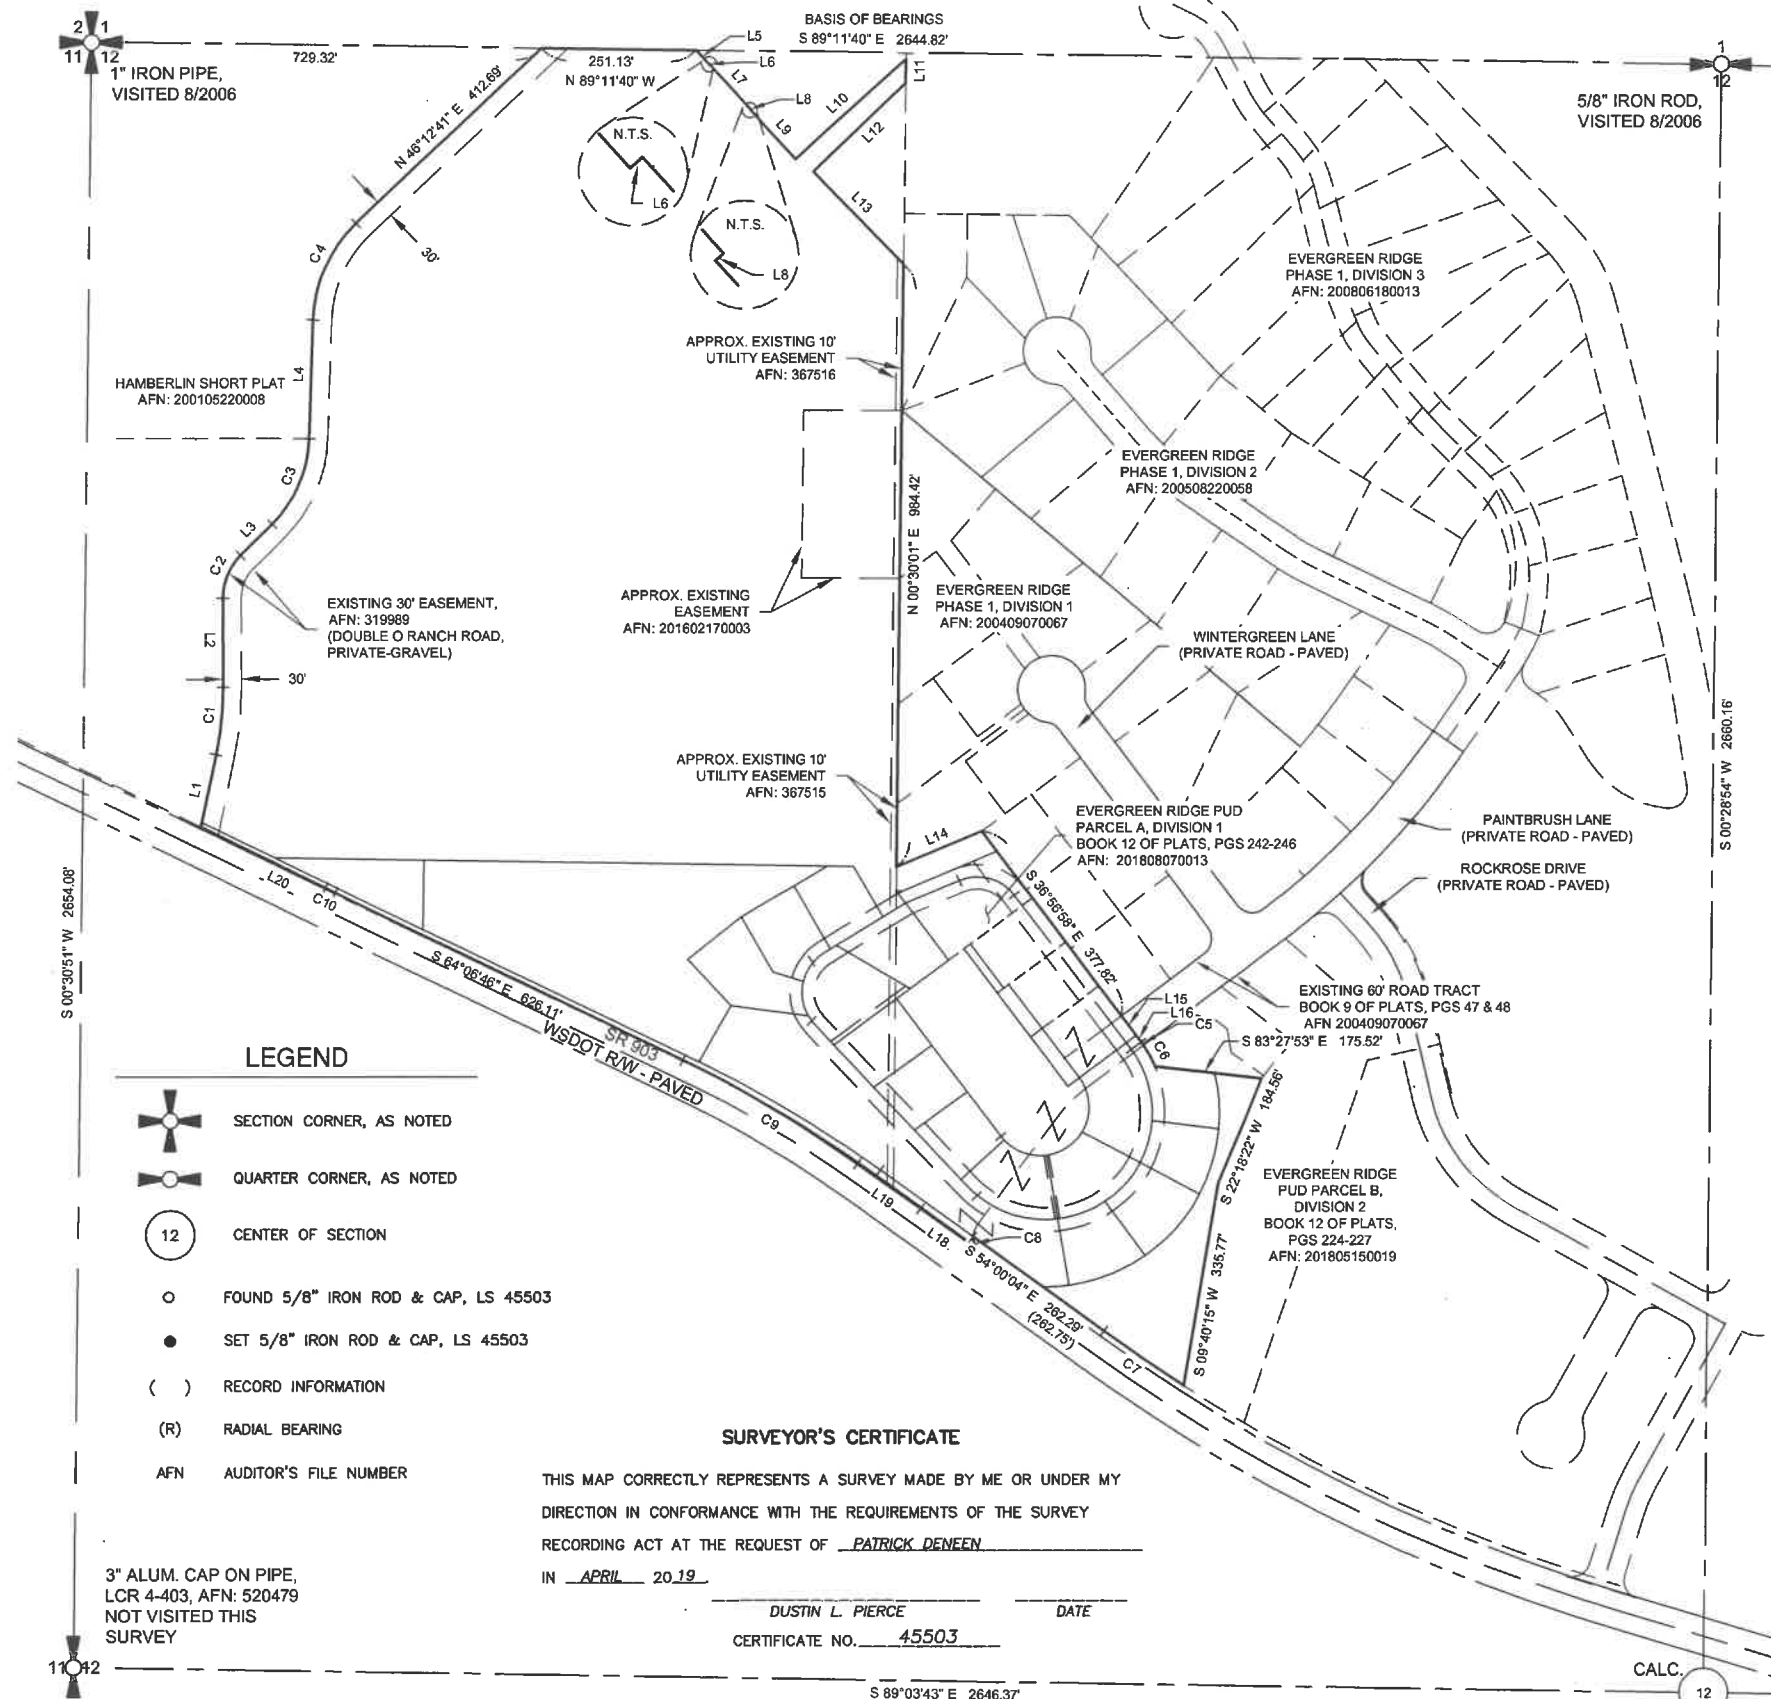 BASIS OF BEARINGS
S 89°11'40" E 2644.82'
2 1
11 12
1" IRON PIPE,
VISITED 8/2006
729.32'
251.13'
N 89°11'40" W
L5
L6
L7
L8
L9
L10
L11
L12
L13
1
12
5/8" IRON ROD,
VISITED 8/2006
N 46°12'41" E 412.69'
N.T.S.
L6
N.T.S.
L8
C4
30'
EVERGREEN RIDGE
PHASE 1, DIVISION 3
AFN: 200806180013
APPROX. EXISTING 10'
UTILITY EASEMENT
AFN: 367516
HAMBERLIN SHORT PLAT
AFN: 200105220008
L4
C3
L3
C2
EVERGREEN RIDGE
PHASE 1, DIVISION 2
AFN: 200508220058
N 00°30'01" E 984.42'
EXISTING 30' EASEMENT,
AFN: 319989
(DOUBLE O RANCH ROAD,
PRIVATE-GRAVEL)
APPROX. EXISTING
EASEMENT
AFN: 201602170003
EVERGREEN RIDGE
PHASE 1, DIVISION 1
AFN: 200409070067
WINTERGREEN LANE
(PRIVATE ROAD - PAVED)
L2
30'
C1
L1
APPROX. EXISTING 10'
UTILITY EASEMENT
AFN: 367515
S 00°28'54" W 2660.16'
EVERGREEN RIDGE PUD
PARCEL A, DIVISION 1
BOOK 12 OF PLATS, PGS 242-246
AFN: 201808070013
PAINTBRUSH LANE
(PRIVATE ROAD - PAVED)
ROCKROSE DRIVE
(PRIVATE ROAD - PAVED)
L14
S 36°56'58" E 377.82'
L20
C10
S 00°30'51" W 2654.08'
S 64°06'46" E 626.11'
SR 903
WSDOT R/W - PAVED
EXISTING 60' ROAD TRACT
BOOK 9 OF PLATS, PGS 47 & 48
AFN 200409070067
L15
L16
C5
C6
S 83°27'53" E 175.52'
S 22°18'22" W 184.56'
C9
L19
L18
C8
S 54°00'04" E 262.29'
(262.75')
S 09°40'15" W 335.77'
C7
EVERGREEN RIDGE
PUD PARCEL B,
DIVISION 2
BOOK 12 OF PLATS,
PGS 224-227
AFN: 201805150019
LEGEND
SECTION CORNER, AS NOTED
QUARTER CORNER, AS NOTED
12 CENTER OF SECTION
FOUND 5/8" IRON ROD & CAP, LS 45503
SET 5/8" IRON ROD & CAP, LS 45503
( ) RECORD INFORMATION
(R) RADIAL BEARING
AFN AUDITOR'S FILE NUMBER
SURVEYOR'S CERTIFICATE
THIS MAP CORRECTLY REPRESENTS A SURVEY MADE BY ME OR UNDER MY
DIRECTION IN CONFORMANCE WITH THE REQUIREMENTS OF THE SURVEY
RECORDING ACT AT THE REQUEST OF PATRICK DENEEN
IN APRIL 2019.
DUSTIN L. PIERCE DATE
CERTIFICATE NO. 45503
3" ALUM. CAP ON PIPE,
LCR 4-403, AFN: 520479
NOT VISITED THIS
SURVEY
11 12
S 89°03'43" E 2646.37'
CALC.
12